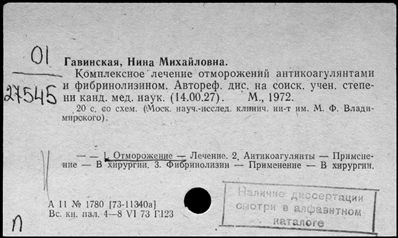 01
27545
Гавинская, Нина Михайловна.
Комплексное лечение отморожений антикоагулянтами
и фибринолизином. Автореф. дис. на соиск. учен. степе-
ни канд. мед. наук. (14.00.27). М., 1972.
20 с. со схем. (Моск. науч.-исслед. клинич. ин-т им. М. Ф. Влади-
мирского).
— — 1. Отморожение — Лечение. 2. Антикоагулянты — Примене-
ние — В хирургии. 3. Фибринолизин — Применение — В хирургии.
А 11 № 1780 [73-11340а]
Вс. кн. пал. 4—8 VI 73 Г123
П
Наличие диссертации
смотри в алфавитном
каталоге